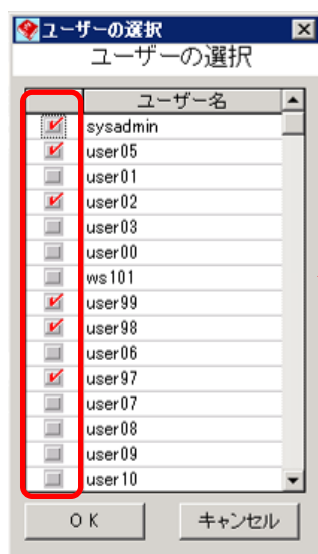 ユーザーの選択
ユーザーの選択
ユーザー名
sysadmin
user05
user01
user02
user03
user00
ws101
user99
user98
user06
user97
user07
user08
user09
user10
OK キャンセル